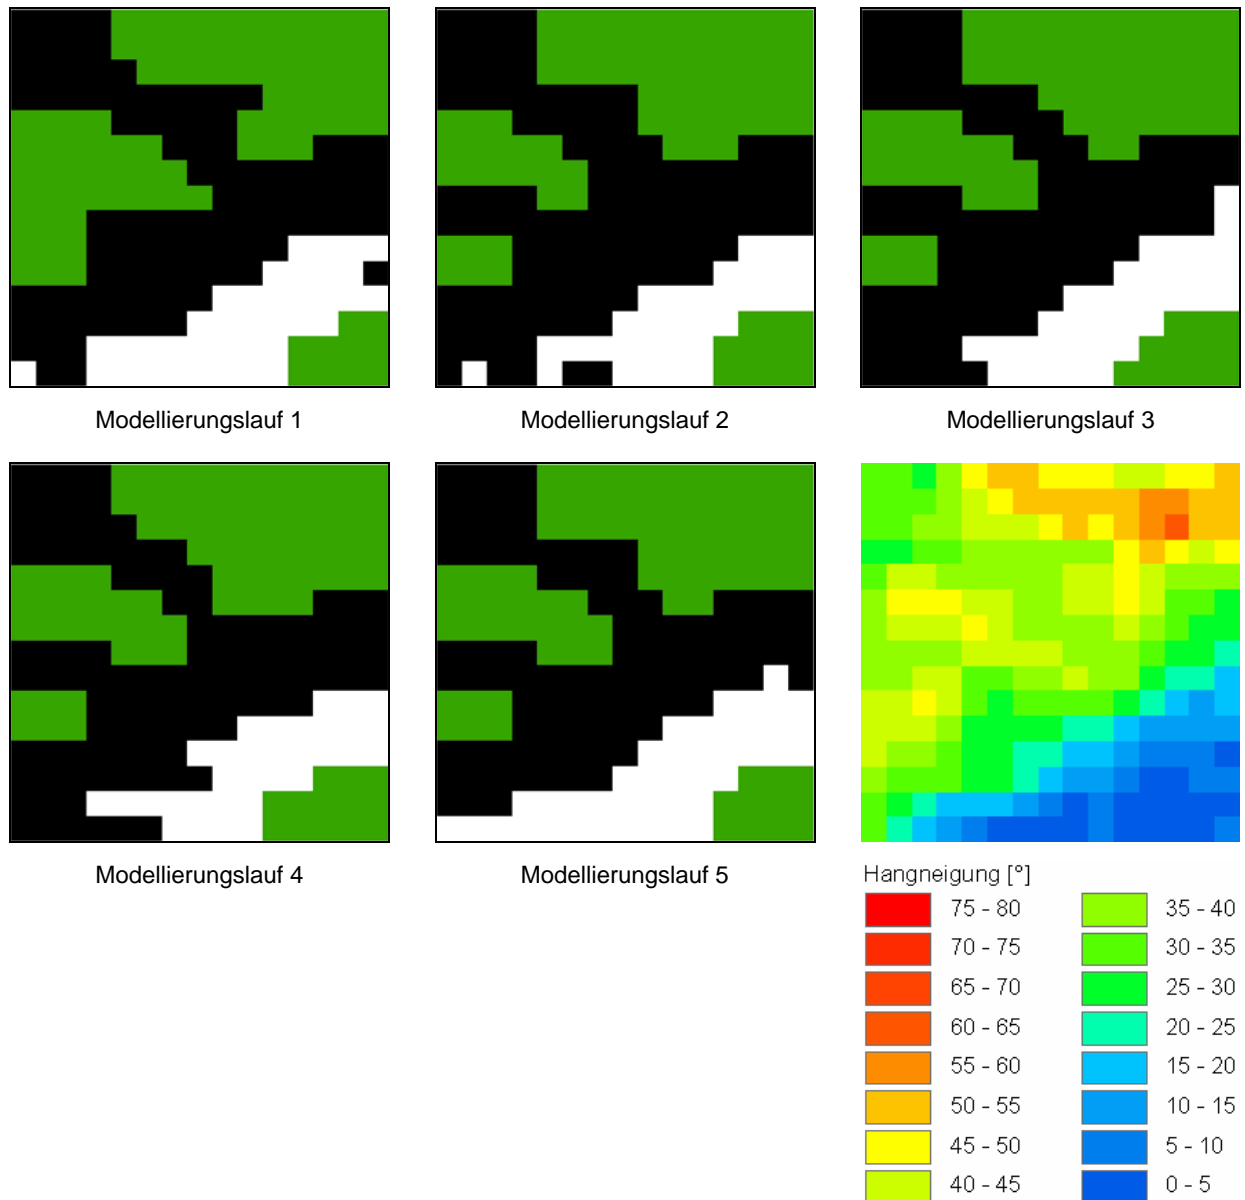 Modellierungslauf 1
Modellierungslauf 2
Modellierungslauf 3
Modellierungslauf 4
Modellierungslauf 5
Hangneigung [°]
75 - 80
70 - 75
65 - 70
60 - 65
55 - 60
50 - 55
45 - 50
40 - 45
35 - 40
30 - 35
25 - 30
20 - 25
15 - 20
10 - 15
5 - 10
0 - 5